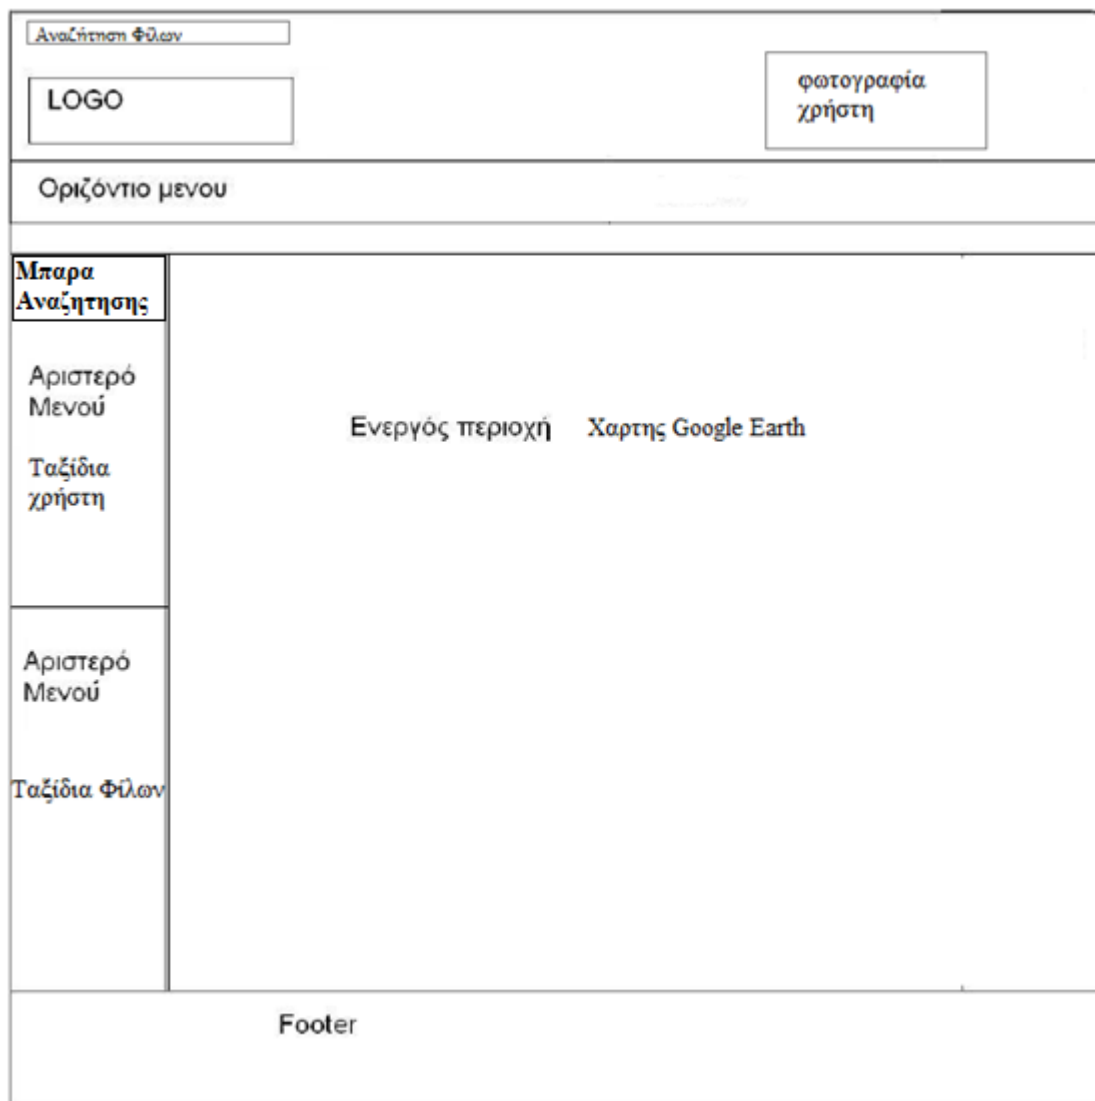 Αναζήτηση Φίλων
LOGO
φωτογραφία
χρήστη
Οριζόντιο μενου
Μπαρα
Αναζητησης
Αριστερό
Μενού
Ταξίδια
χρήστη
Ενεργός περιοχή Χαρτης Google Earth
Αριστερό
Μενού
Ταξίδια Φίλων
Footer